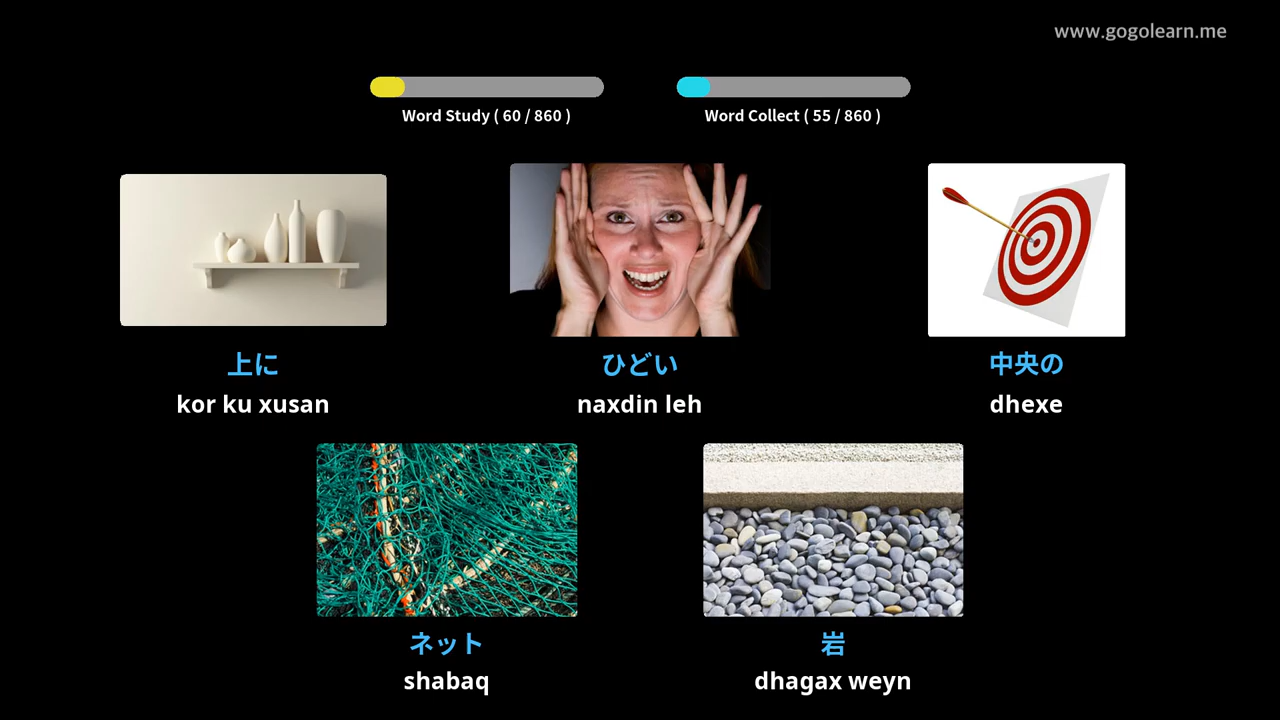 www.gogolearn.me
Word Study ( 60 / 860 )
Word Collect ( 55 / 860 )
上に
kor ku xusan
ひどい
naxdin leh
中央の
dhexe
ネット
shabaq
岩
dhagax weyn